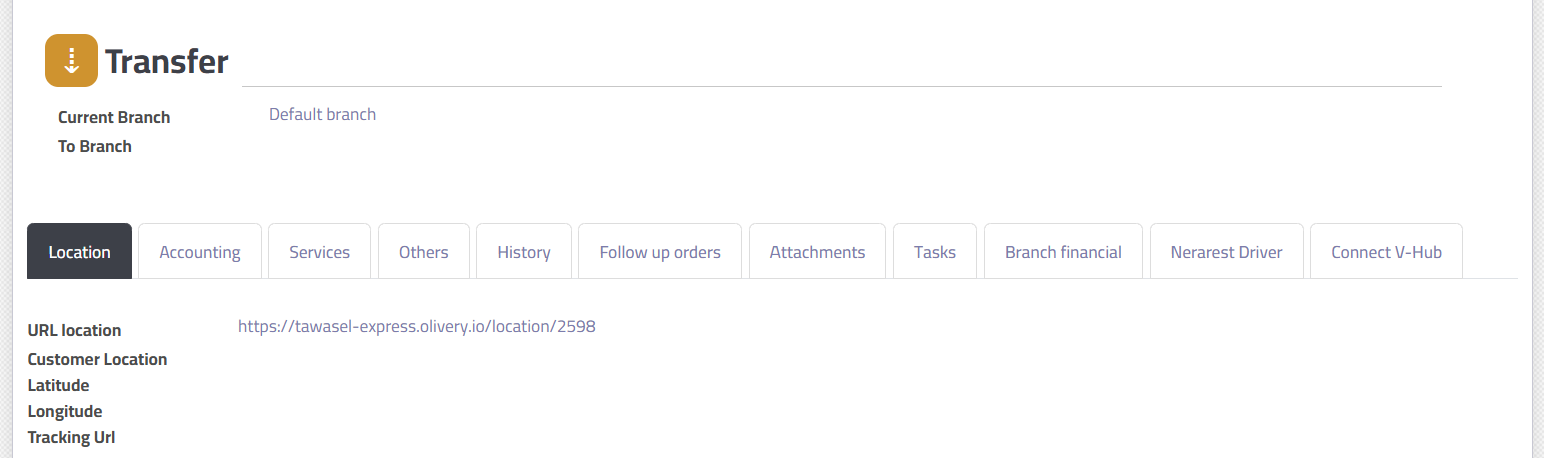 Transfer
Current Branch Default branch
To Branch
Location Accounting Services Others History Follow up orders Attachments Tasks Branch financial Nerarest Driver Connect V-Hub
URL location https://tawasel-express.olivery.io/location/2598
Customer Location
Latitude
Longitude
Tracking Url